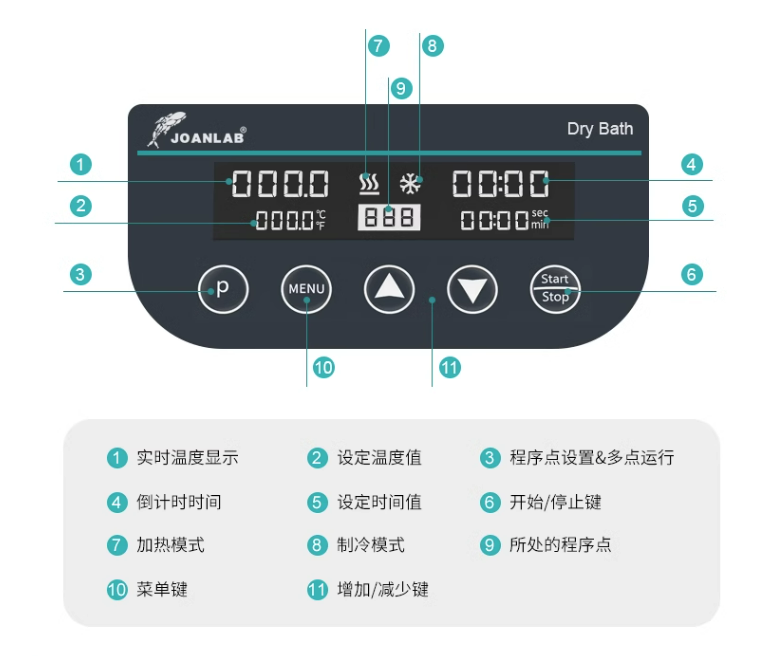 7
8
9
JOANLAB®
Dry Bath
1
000.0
00:00
4
2
000.0 ℃ ℉
888
00:00 sec min
5
3
P
MENU
Start
Stop
6
10
11
1 实时温度显示
2 设定温度值
3 程序点设置&多点运行
4 倒计时时间
5 设定时间值
6 开始/停止键
7 加热模式
8 制冷模式
9 所处的程序点
10 菜单键
11 增加/减少键